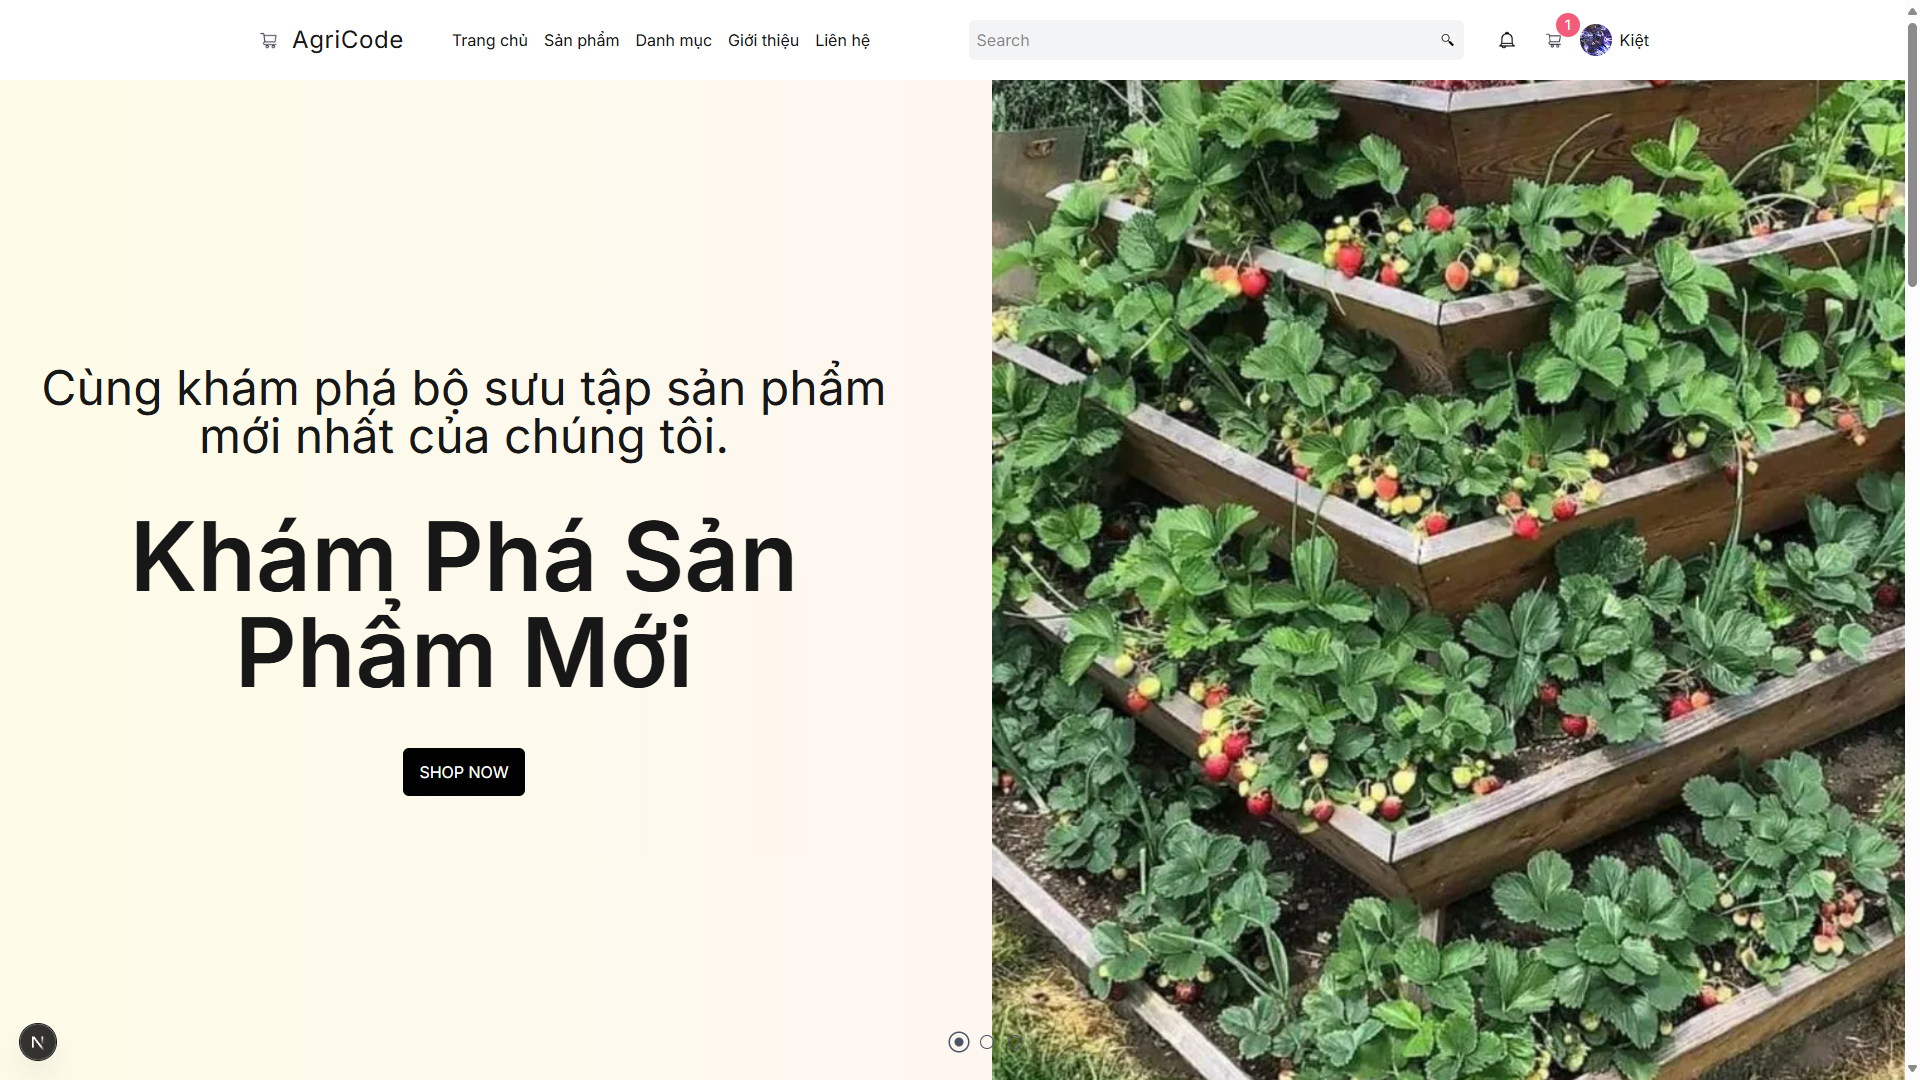 AgriCode
Trang chủ
Sản phẩm
Danh mục
Giới thiệu
Liên hệ
Search
1
Kiệt
Cùng khám phá bộ sưu tập sản phẩm
mới nhất của chúng tôi.
Khám Phá Sản
Phẩm Mới
SHOP NOW
N